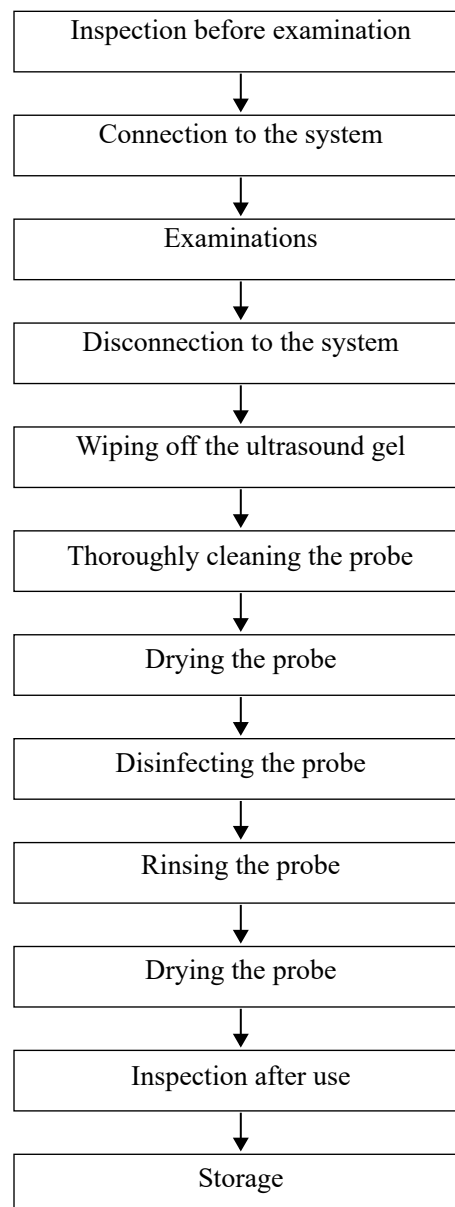 Inspection before examination
Connection to the system
Examinations
Disconnection to the system
Wiping off the ultrasound gel
Thoroughly cleaning the probe
Drying the probe
Disinfecting the probe
Rinsing the probe
Drying the probe
Inspection after use
Storage